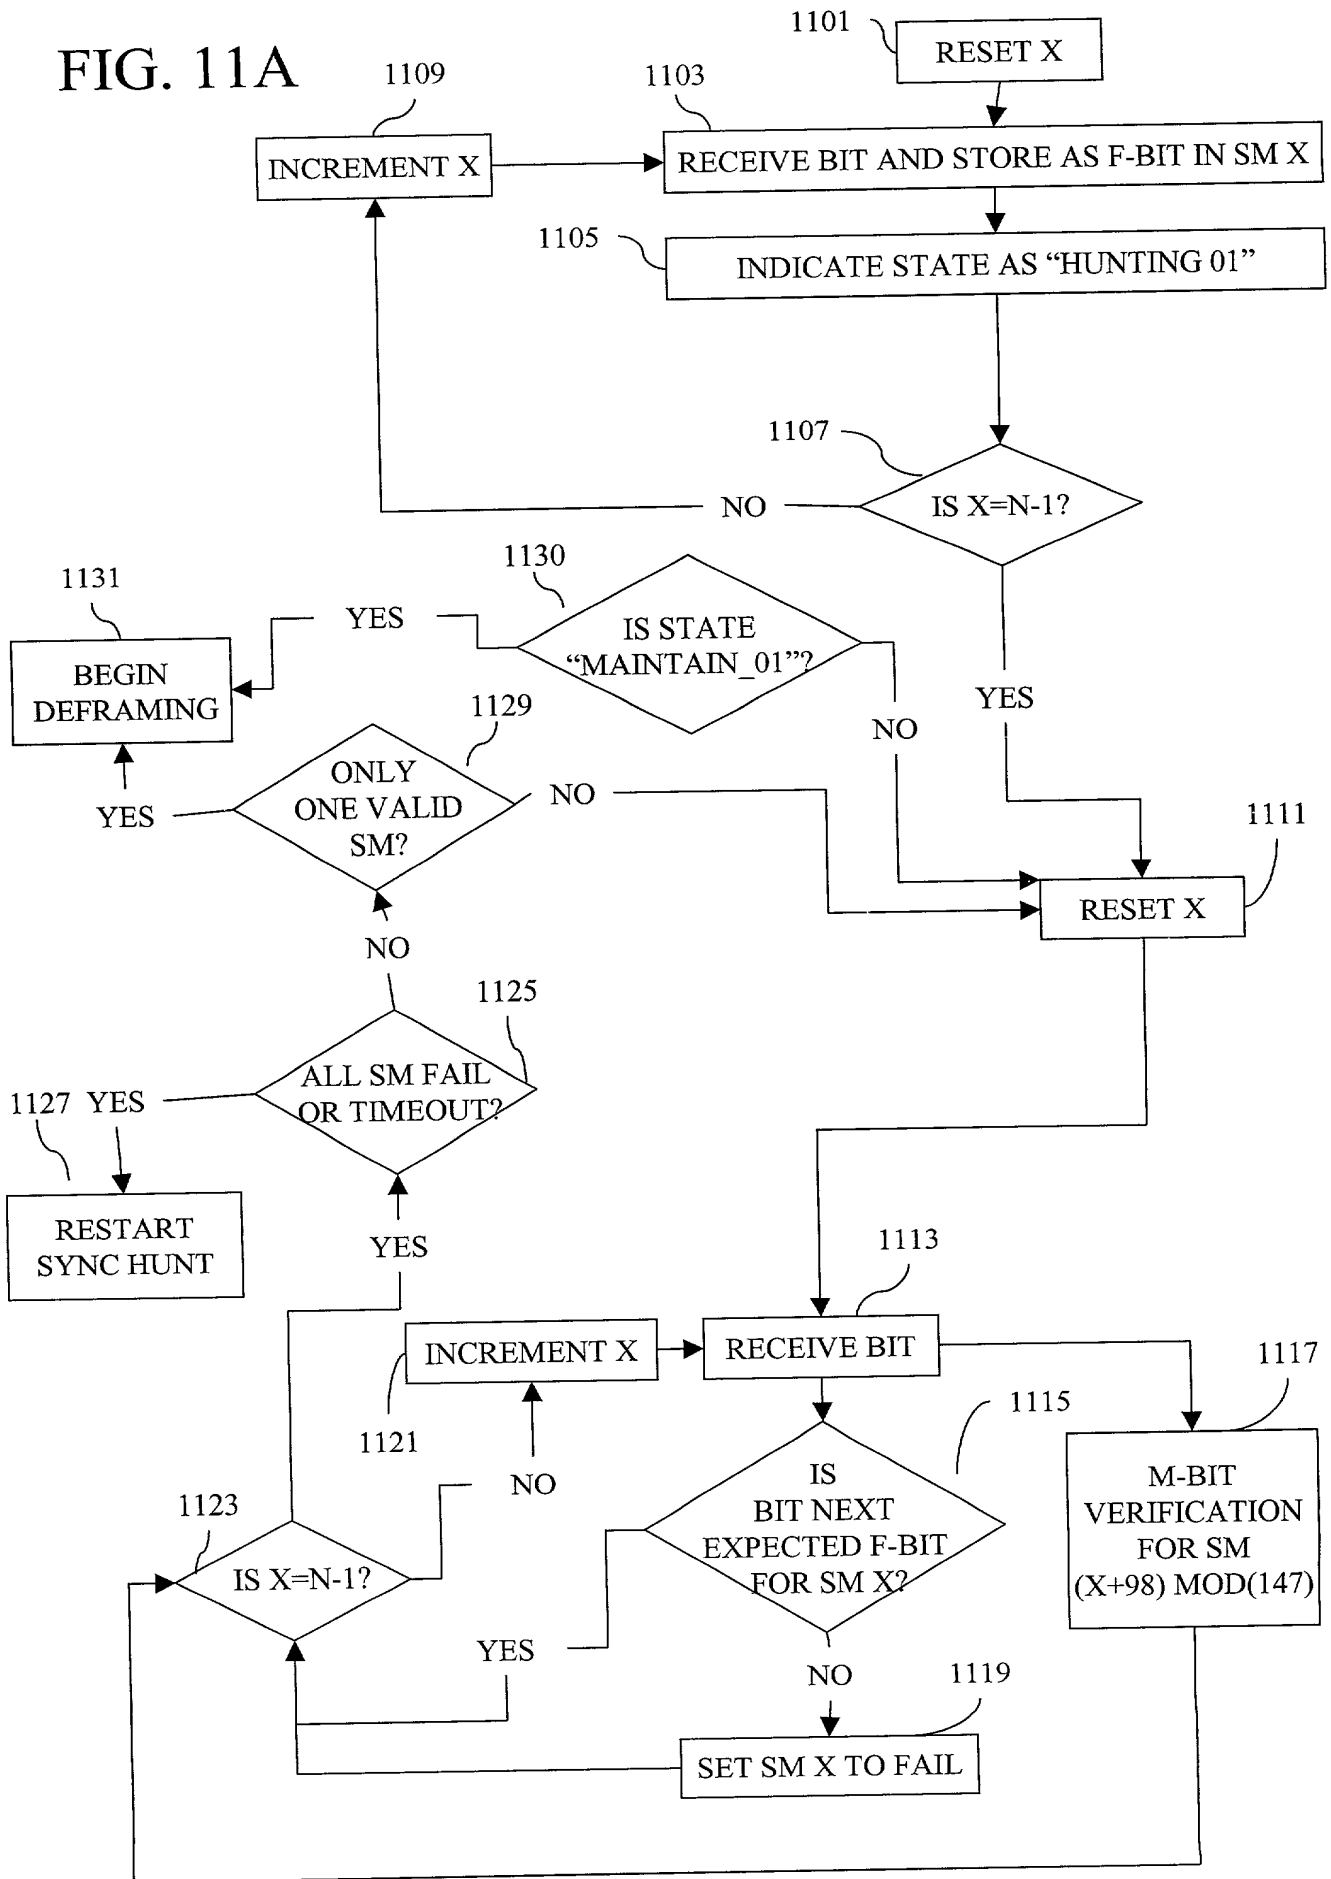 FIG. 11A
1101
RESET X
1109
1103
INCREMENT X
RECEIVE BIT AND STORE AS F-BIT IN SM X
1105
INDICATE STATE AS “HUNTING 01”
1107
NO
IS X=N-1?
1130
1131
YES
IS STATE
“MAINTAIN_01”?
BEGIN
DEFRAMING
1129
YES
NO
ONLY
ONE VALID
SM?
NO
YES
1111
RESET X
NO
1125
ALL SM FAIL
OR TIMEOUT?
1127
YES
RESTART
SYNC HUNT
YES
1113
INCREMENT X
RECEIVE BIT
1117
1121
1115
NO
IS
BIT NEXT
EXPECTED F-BIT
FOR SM X?
M-BIT
VERIFICATION
FOR SM
(X+98) MOD(147)
1123
IS X=N-1?
YES
NO
1119
SET SM X TO FAIL